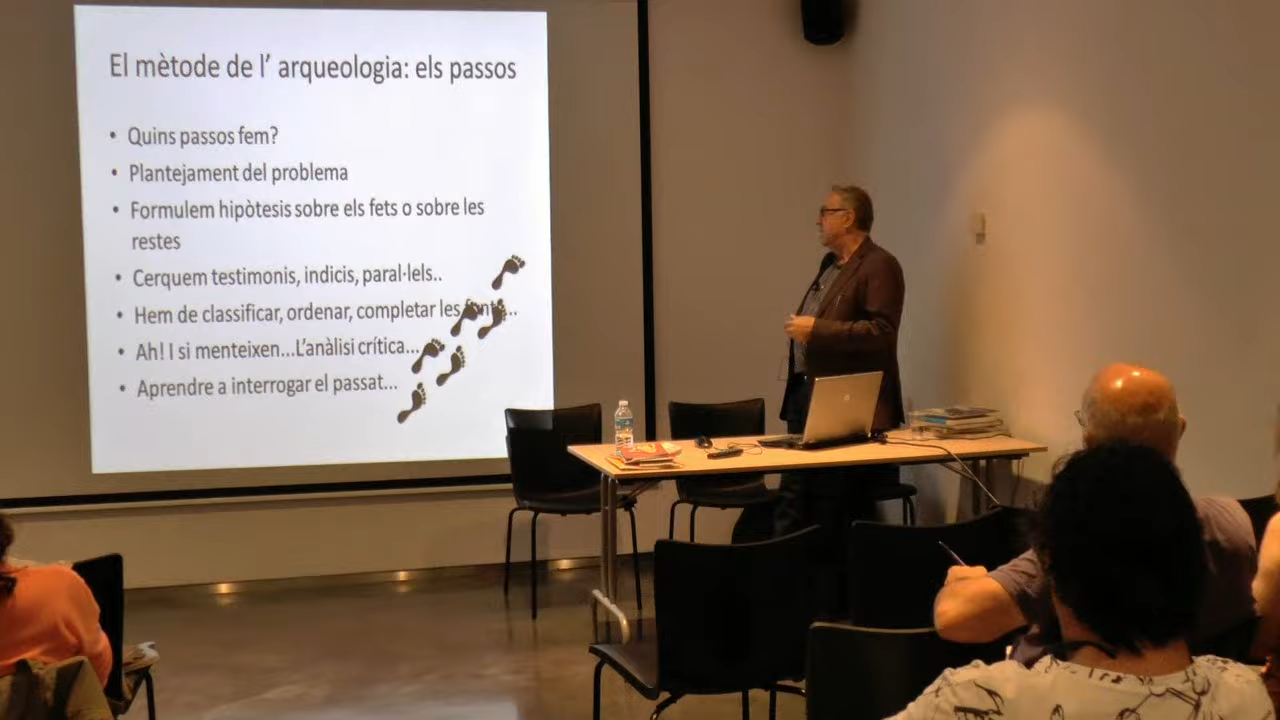 El mètode de l’ arqueologia: els passos
• Quins passos fem?
• Plantejament del problema
• Formulem hipòtesis sobre els fets o sobre les
restes
• Cerquem testimonis, indicis, paral·lels..
• Hem de classificar, ordenar, completar les
• Ah! I si menteixen...L’anàlisi crítica...
• Aprendre a interrogar el passat...